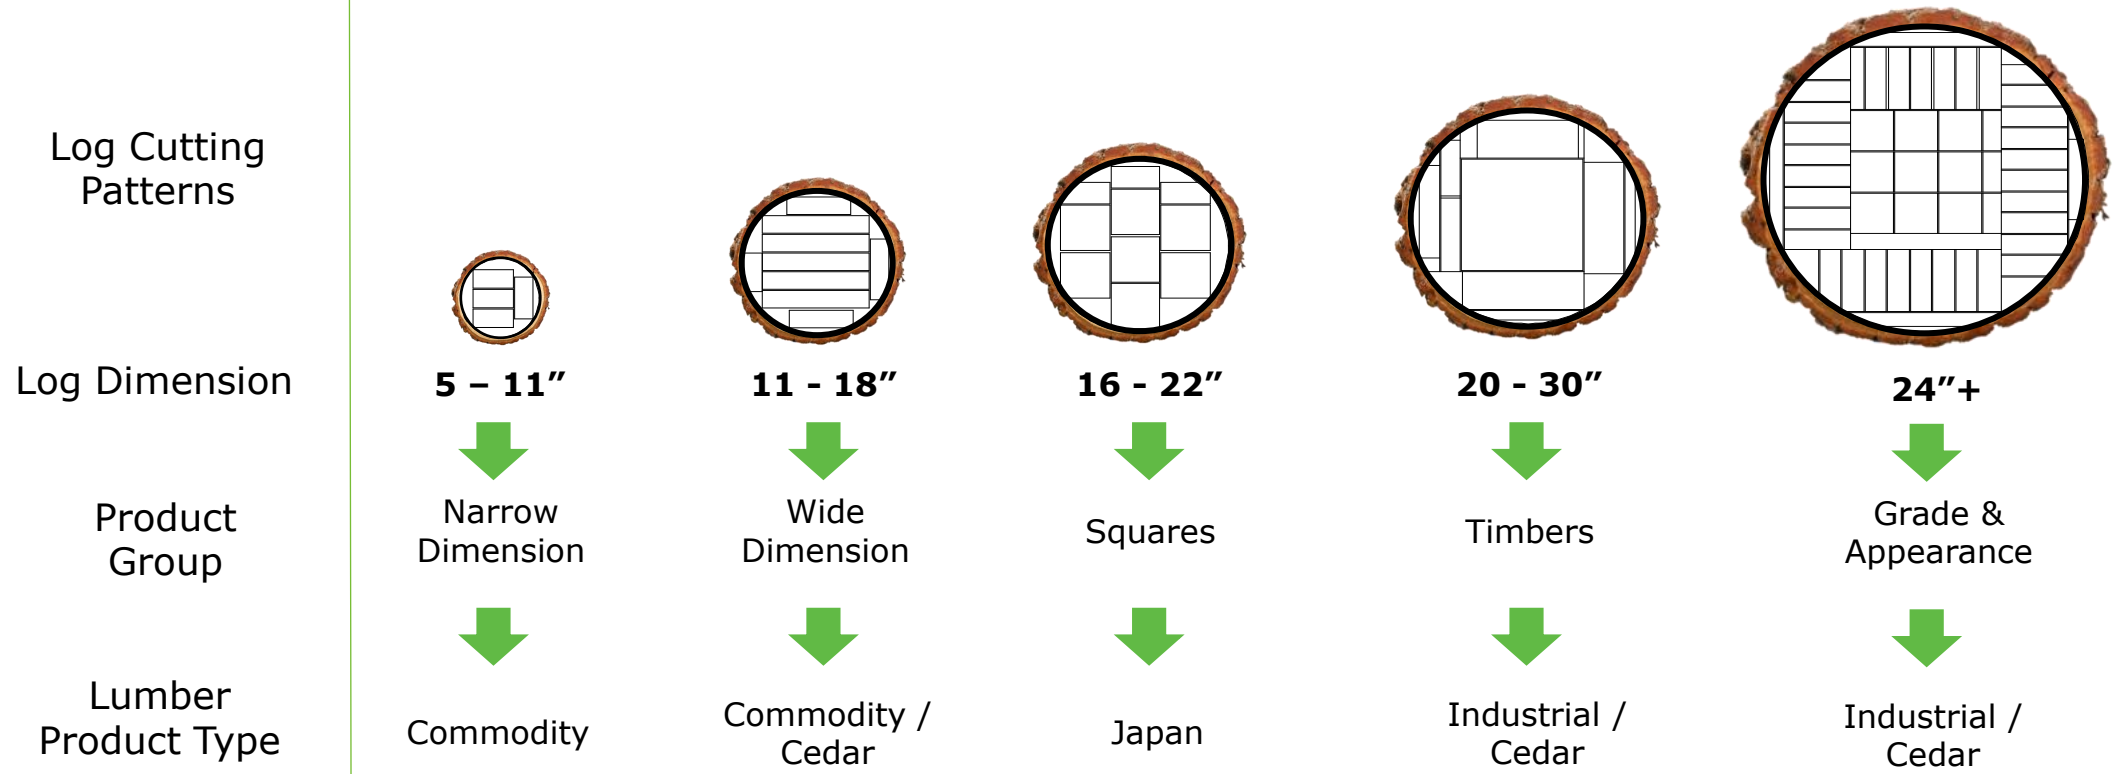 Log Cutting
Patterns
Log Dimension
5 – 11”
11 - 18”
16 - 22”
20 - 30”
24”+
Product
Group
Narrow
Dimension
Wide
Dimension
Squares
Timbers
Grade &
Appearance
Lumber
Product Type
Commodity
Commodity /
Cedar
Japan
Industrial /
Cedar
Industrial /
Cedar